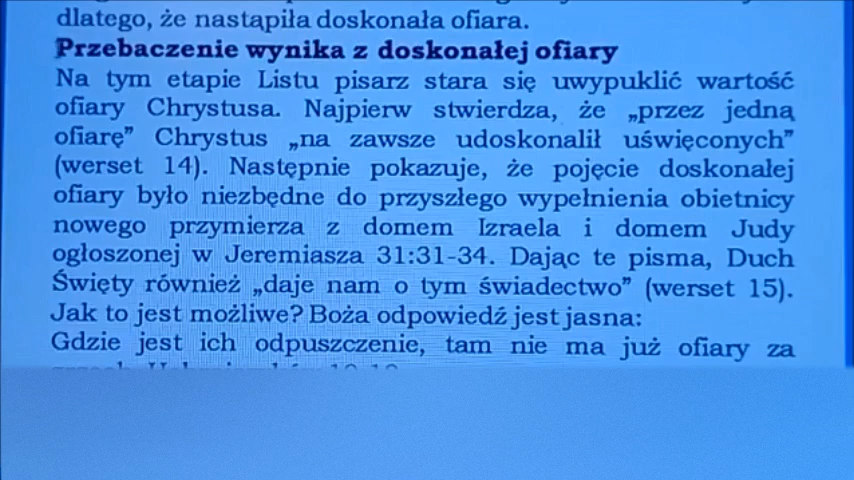 dlatego, że nastąpiła doskonała ofiara.
Przebaczenie wynika z doskonałej ofiary
Na tym etapie Listu pisarz stara się uwypuklić wartość
ofiary Chrystusa. Najpierw stwierdza, że „przez jedną
ofiarę” Chrystus „na zawsze udoskonalił uświęconych”
(werset 14). Następnie pokazuje, że pojęcie doskonałej
ofiary było niezbędne do przyszłego wypełnienia obietnicy
nowego przymierza z domem Izraela i domem Judy
ogłoszonej w Jeremiasza 31:31-34. Dając te pisma, Duch
Święty również „daje nam o tym świadectwo” (werset 15).
Jak to jest możliwe? Boża odpowiedź jest jasna:
Gdzie jest ich odpuszczenie, tam nie ma już ofiary za